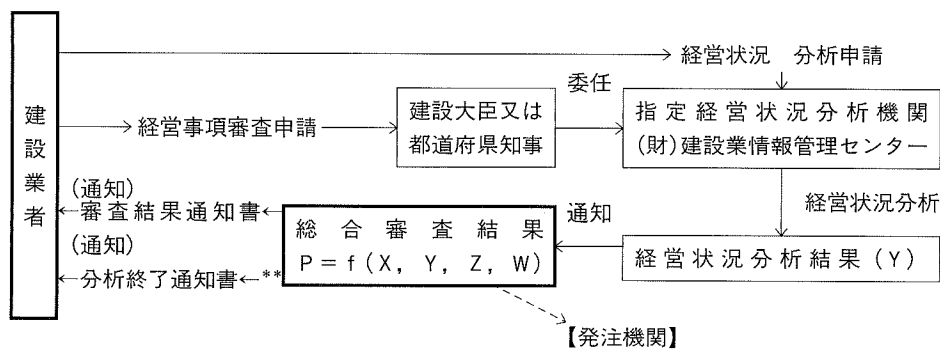 建設業者
経営状況　分析申請
委任
経営事項審査申請
建設大臣又は
都道府県知事
指定経営状況分析機関
(財)建設業情報管理センター
(通知)
審査結果通知書
(通知)
分析終了通知書
**
総合審査結果
P＝f(X，Y，Z，W)
通知
経営状況分析
経営状況分析結果(Y)
【発注機関】